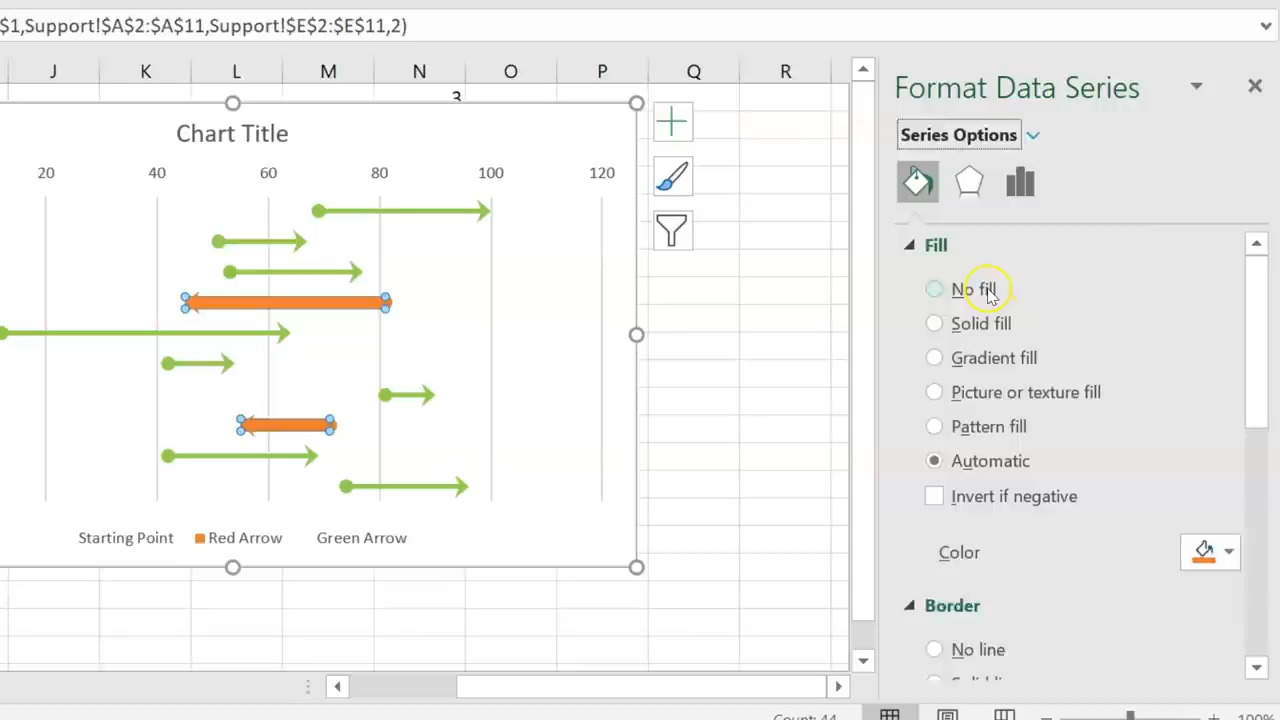 $1,Support!$A$2:$A$11,Support!$E$2:$E$11,2)
J K L M N O P Q R
3
Chart Title
20 40 60 80 100 120
Starting Point Red Arrow Green Arrow
Format Data Series
Series Options
Fill
No fill
Solid fill
Gradient fill
Picture or texture fill
Pattern fill
Automatic
Invert if negative
Color
Border
No line
Count: 44 100%